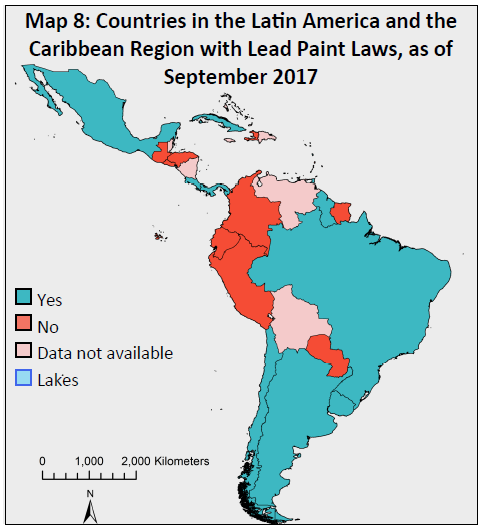 Map 8: Countries in the Latin America and the
Caribbean Region with Lead Paint Laws, as of
September 2017
Yes
No
Data not available
Lakes
0 1,000 2,000 Kilometers
N